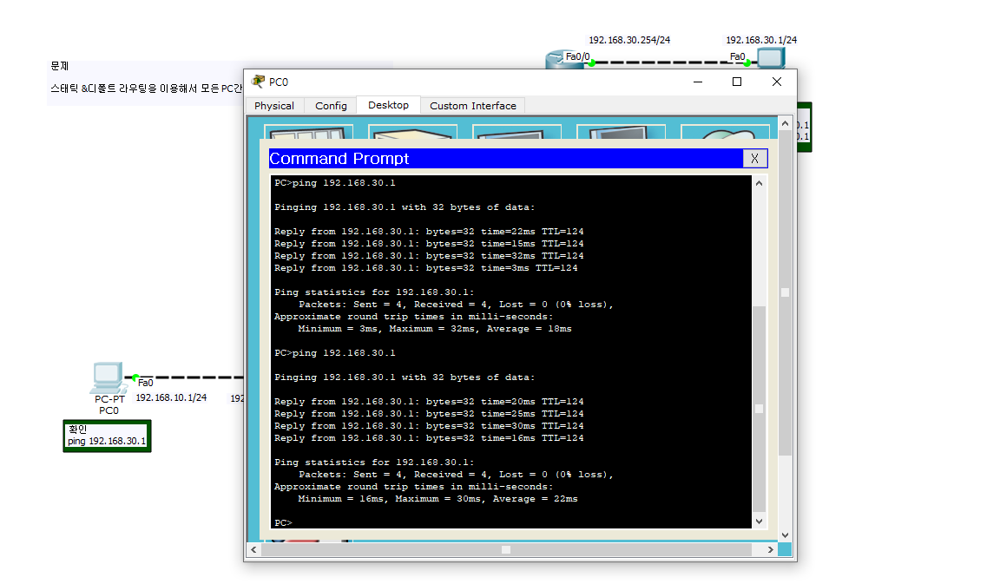 192.168.30.254/24
192.168.30.1/24
Fa0/0
Fa0
문제
스태틱 &디폴트 라우팅을 이용해서 모든 PC간
PC0
Physical
Config
Desktop
Custom Interface
0.1
0.1
Command Prompt
X
PC>ping 192.168.30.1
Pinging 192.168.30.1 with 32 bytes of data:
Reply from 192.168.30.1: bytes=32 time=22ms TTL=124
Reply from 192.168.30.1: bytes=32 time=15ms TTL=124
Reply from 192.168.30.1: bytes=32 time=32ms TTL=124
Reply from 192.168.30.1: bytes=32 time=3ms TTL=124
Ping statistics for 192.168.30.1:
Packets: Sent = 4, Received = 4, Lost = 0 (0% loss),
Approximate round trip times in milli-seconds:
Minimum = 3ms, Maximum = 32ms, Average = 18ms
PC>ping 192.168.30.1
Pinging 192.168.30.1 with 32 bytes of data:
Reply from 192.168.30.1: bytes=32 time=20ms TTL=124
Reply from 192.168.30.1: bytes=32 time=25ms TTL=124
Reply from 192.168.30.1: bytes=32 time=30ms TTL=124
Reply from 192.168.30.1: bytes=32 time=16ms TTL=124
Ping statistics for 192.168.30.1:
Packets: Sent = 4, Received = 4, Lost = 0 (0% loss),
Approximate round trip times in milli-seconds:
Minimum = 16ms, Maximum = 30ms, Average = 22ms
PC>
Fa0
PC-PT
192.168.10.1/24
192
PC0
확인
ping 192.168.30.1